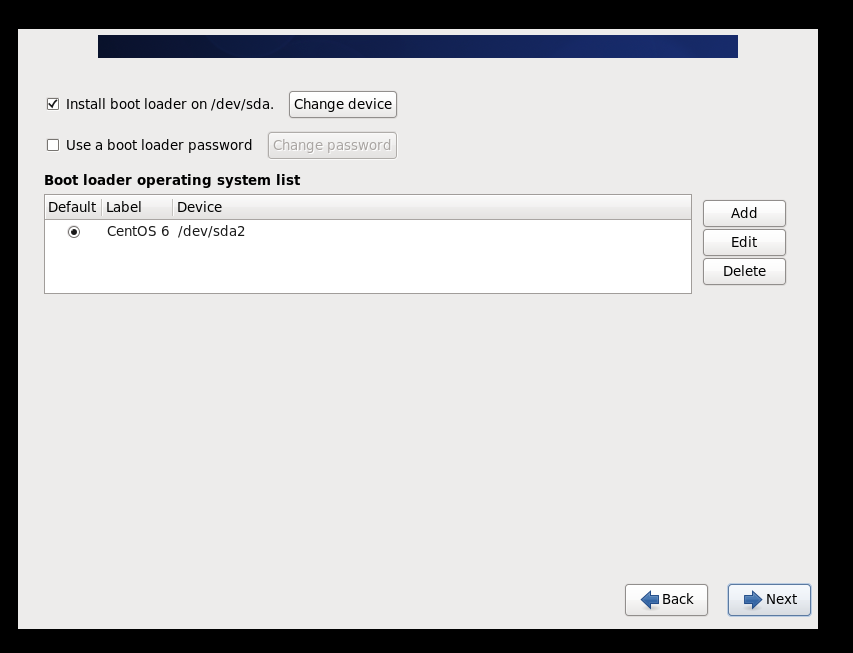 Install boot loader on /dev/sda. Change device
Use a boot loader password Change password
Boot loader operating system list
Default Label Device
CentOS 6 /dev/sda2
Add
Edit
Delete
Back Next